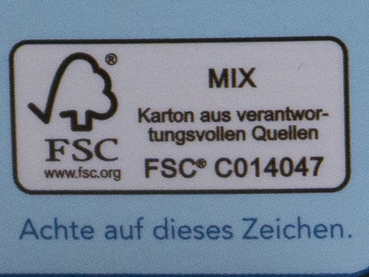 ®
MIX
Karton aus verantwor-
tungsvollen Quellen
FSC
www.fsc.org
FSC® C014047
Achte auf dieses Zeichen.